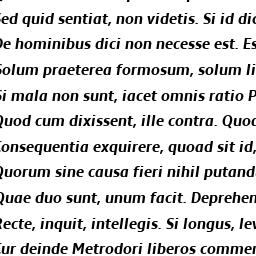 Sed quid sentiat, non videtis. Si id dic
De hominibus dici non necesse est. Es
Solum praeterea formosum, solum li
Si mala non sunt, iacet omnis ratio P
Quod cum dixissent, ille contra. Quod
Consequentia exquirere, quoad sit id,
Quorum sine causa fieri nihil putand
Quae duo sunt, unum facit. Deprehen
Recte, inquit, intellegis. Si longus, lev
Cur deinde Metrodori liberos commen